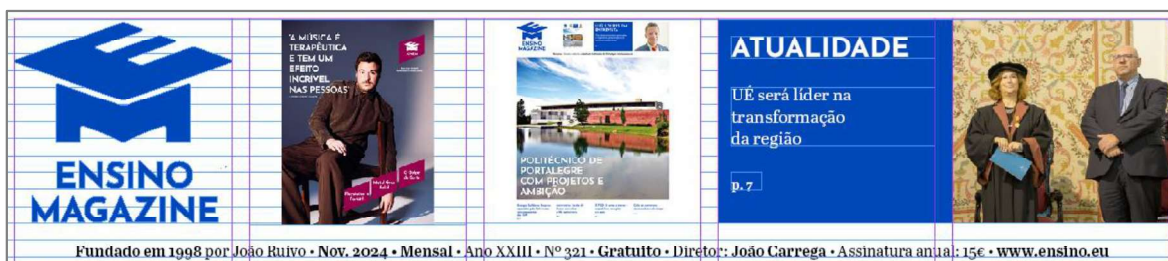 ENSINO
MAGAZINE
"A MÚSICA É
TERAPÊUTICA
E TEM UM
EFEITO
INCRÍVEL
NAS PESSOAS"
ENSINO
MAGAZINE
POLITÉCNICO DE
PORTALEGRE
COM PROJETOS E
AMBIÇÃO
ATUALIDADE
UÉ será líder na
transformação
da região
p. 7
Fundado em 1998 por João Ruivo • Nov. 2024 • Mensal • Ano XXIII • Nº 321 • Gratuito • Diretor: João Carrega • Assinatura anual: 15€ • www.ensino.eu